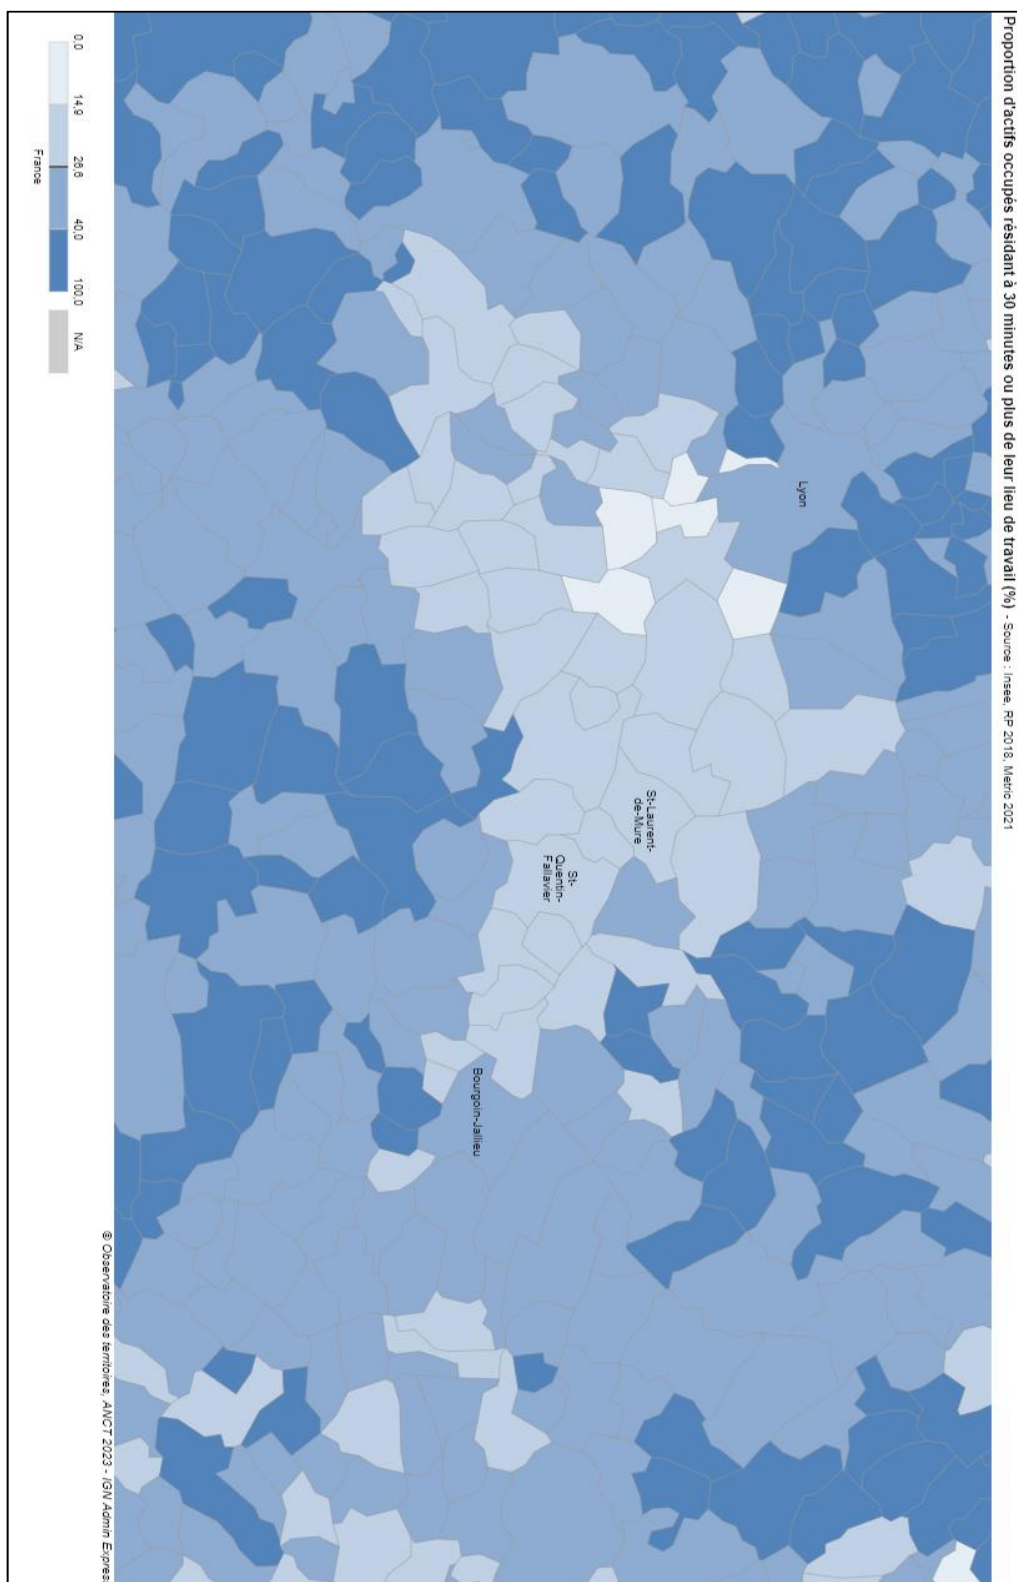 Proportion d'actifs occupés résidant à 30 minutes ou plus de leur lieu de travail (%) - Source : Insee, RP 2018, Metric 2021
Lyon
St-Laurent-
de-Mure
St-
Quentin-
Fallavier
Bourgoin-Jallieu
0,0 14,9 26,6 40,0 100,0 N/A
France
© Observatoire des territoires, ANCT 2023 - IGN Admin Express